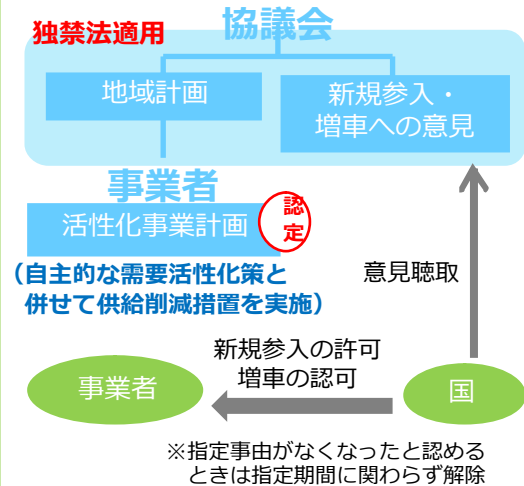 協議会
独禁法適用
地域計画
新規参入・
増車への意見
事業者
活性化事業計画
認
定
（自主的な需要活性化策と
併せて供給削減措置を実施）
意見聴取
新規参入の許可
増車の認可
事業者
国
※指定事由がなくなったと認める
ときは指定期間に関わらず解除